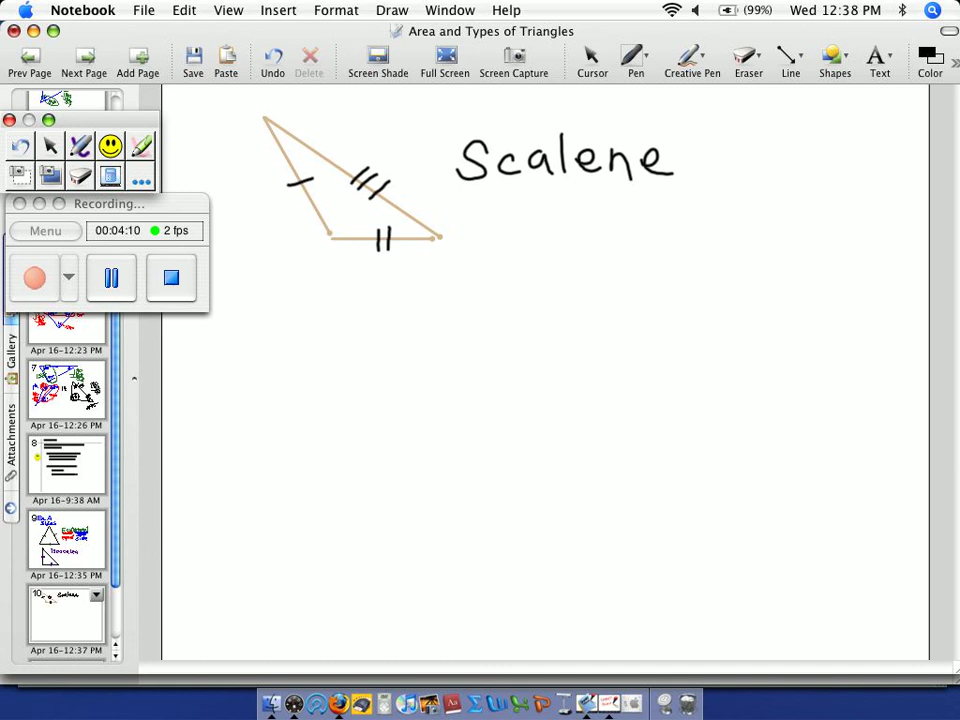 Notebook File Edit View Insert Format Draw Window Help (99%) Wed 12:38 PM
Area and Types of Triangles
Prev Page Next Page Add Page Save Paste Undo Delete Screen Shade Full Screen Screen Capture Cursor Pen Creative Pen Eraser Line Shapes Text Color
Scalene
Recording...
Menu 00:04:10 2 fps
Gallery
Attachments
Apr 16-12:23 PM
7
Apr 16-12:26 PM
8
Apr 16-9:38 AM
9
Sides
Apr 16-12:35 PM
10
Scalene
Apr 16-12:37 PM